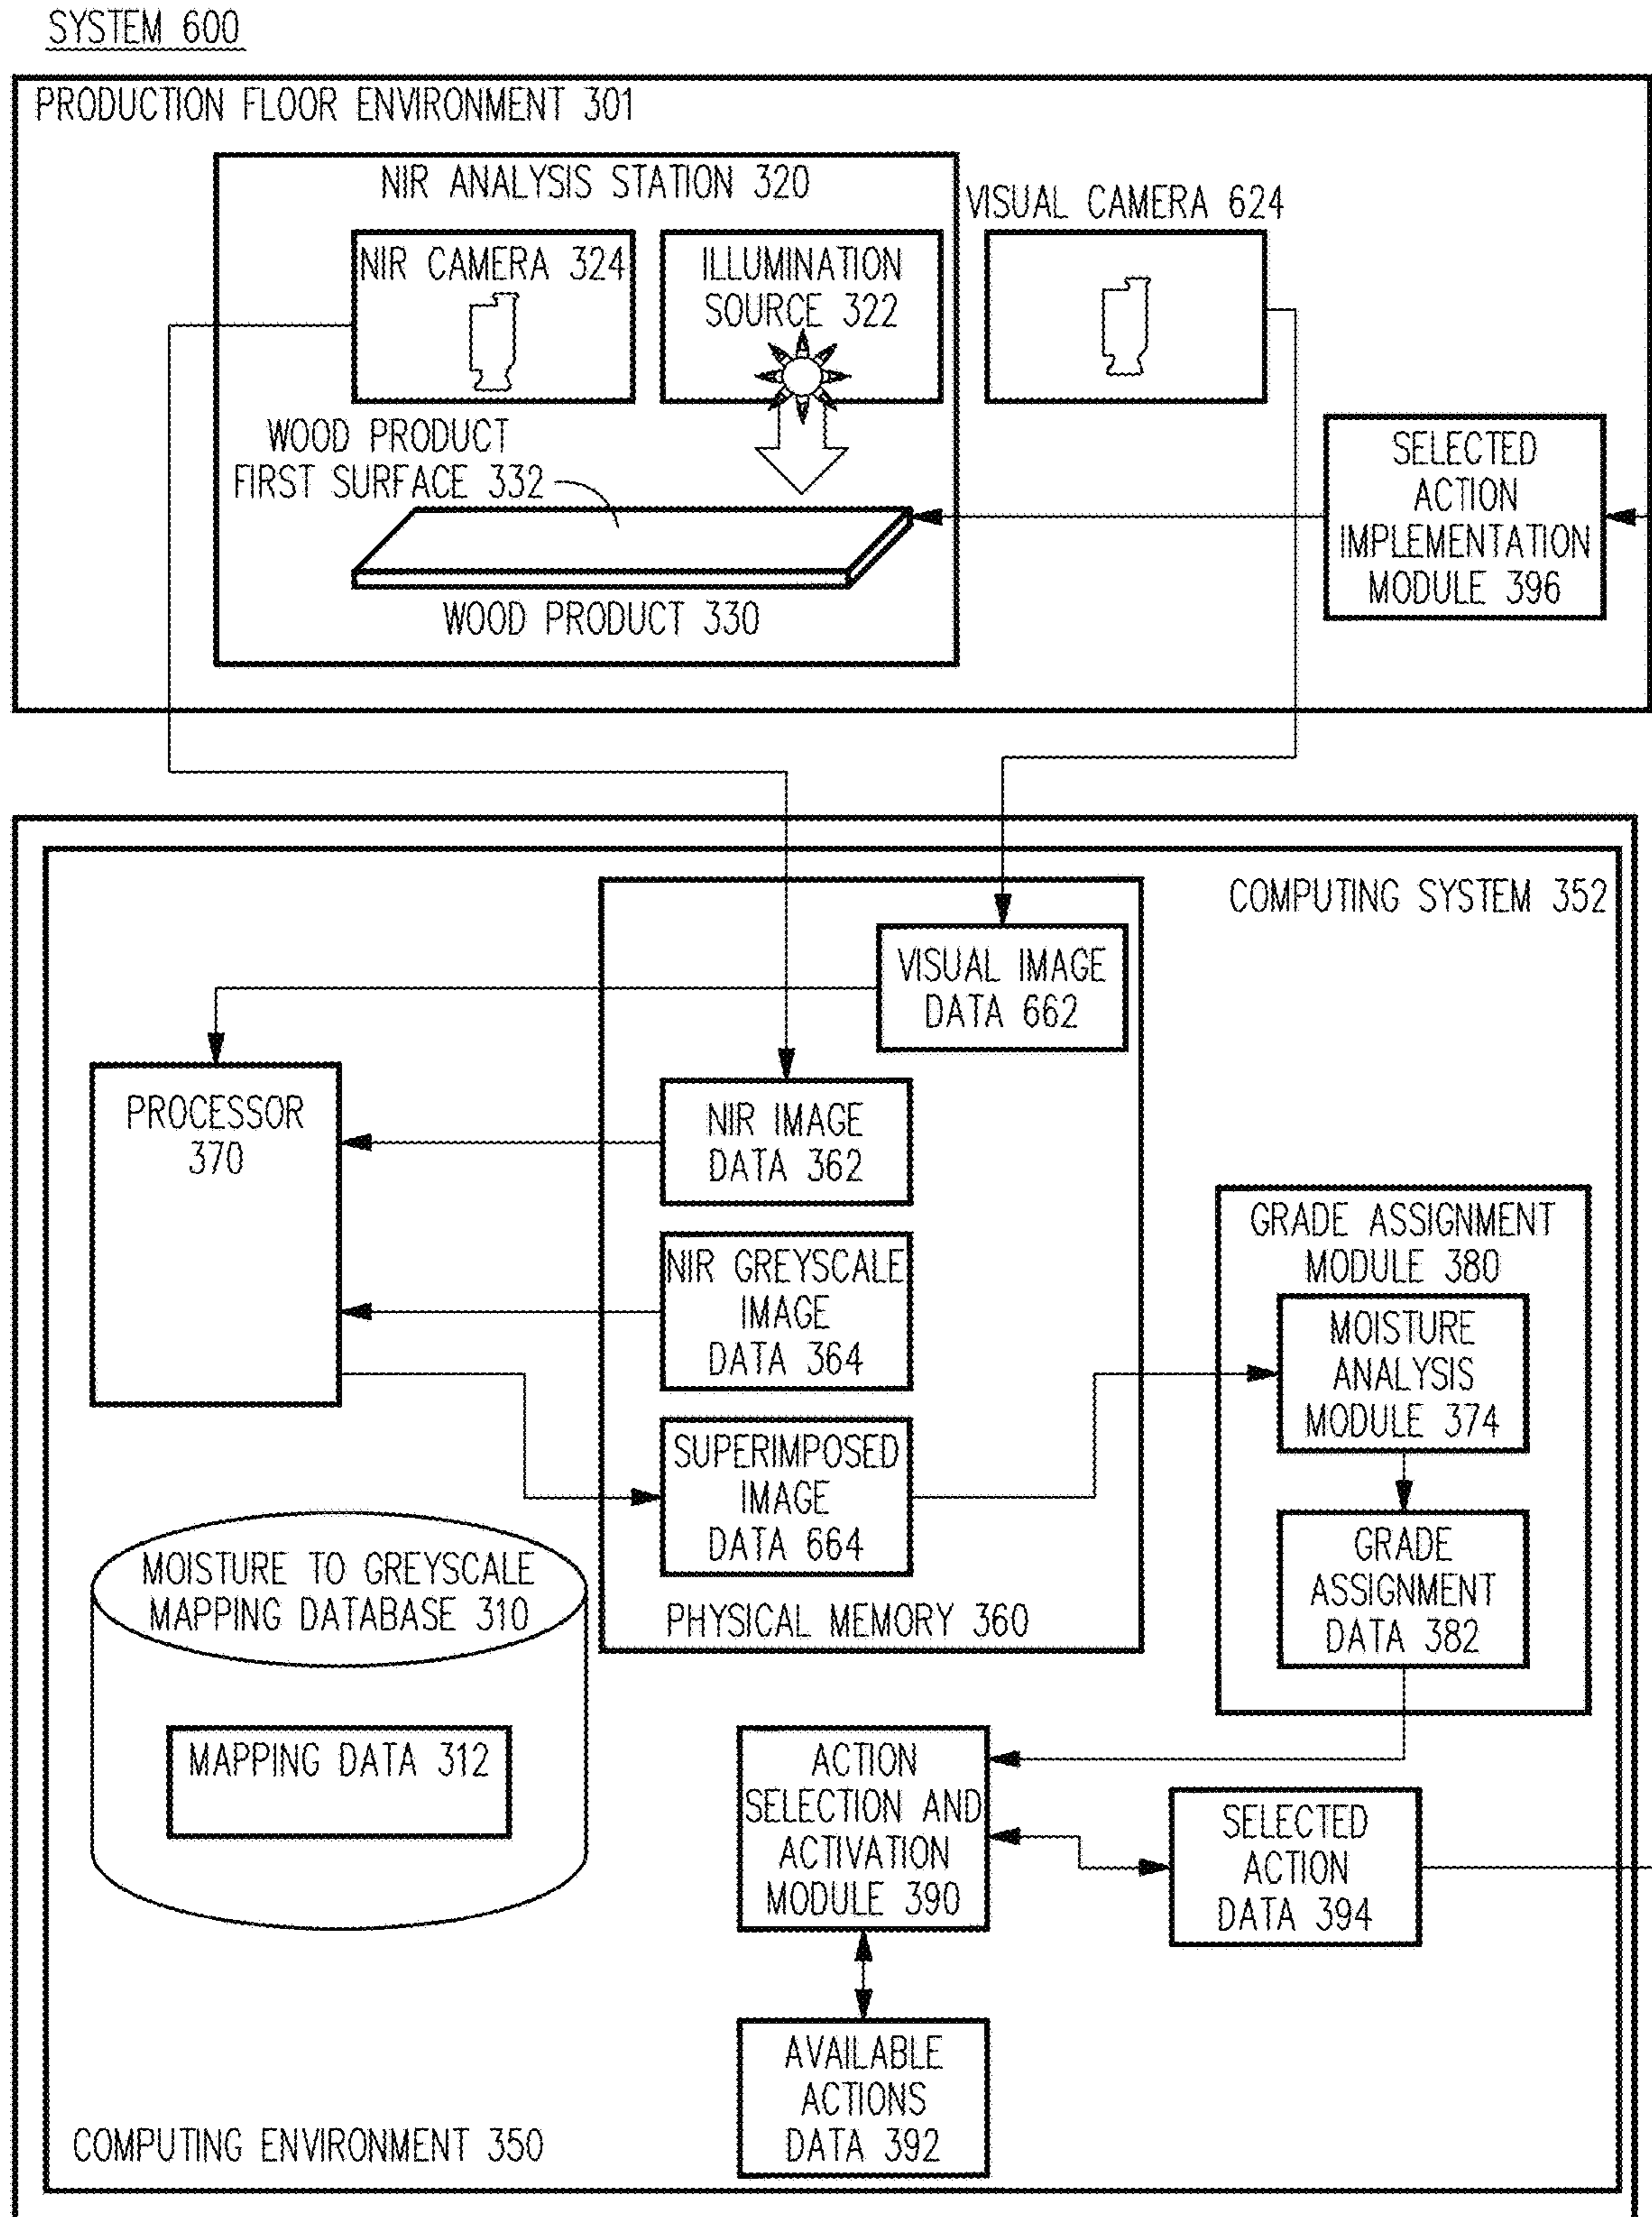 SYSTEM 600
PRODUCTION FLOOR ENVIRONMENT 301
NIR ANALYSIS STATION 320
VISUAL CAMERA 624
NIR CAMERA 324
ILLUMINATION
SOURCE 322
WOOD PRODUCT
FIRST SURFACE 332
WOOD PRODUCT 330
SELECTED
ACTION
IMPLEMENTATION
MODULE 396
COMPUTING SYSTEM 352
VISUAL IMAGE
DATA 662
PROCESSOR
370
NIR IMAGE
DATA 362
NIR GREYSCALE
IMAGE
DATA 364
SUPERIMPOSED
IMAGE
DATA 664
PHYSICAL MEMORY 360
GRADE ASSIGNMENT
MODULE 380
MOISTURE
ANALYSIS
MODULE 374
GRADE
ASSIGNMENT
DATA 382
MOISTURE TO GREYSCALE
MAPPING DATABASE 310
MAPPING DATA 312
ACTION
SELECTION AND
ACTIVATION
MODULE 390
SELECTED
ACTION
DATA 394
AVAILABLE
ACTIONS
DATA 392
COMPUTING ENVIRONMENT 350